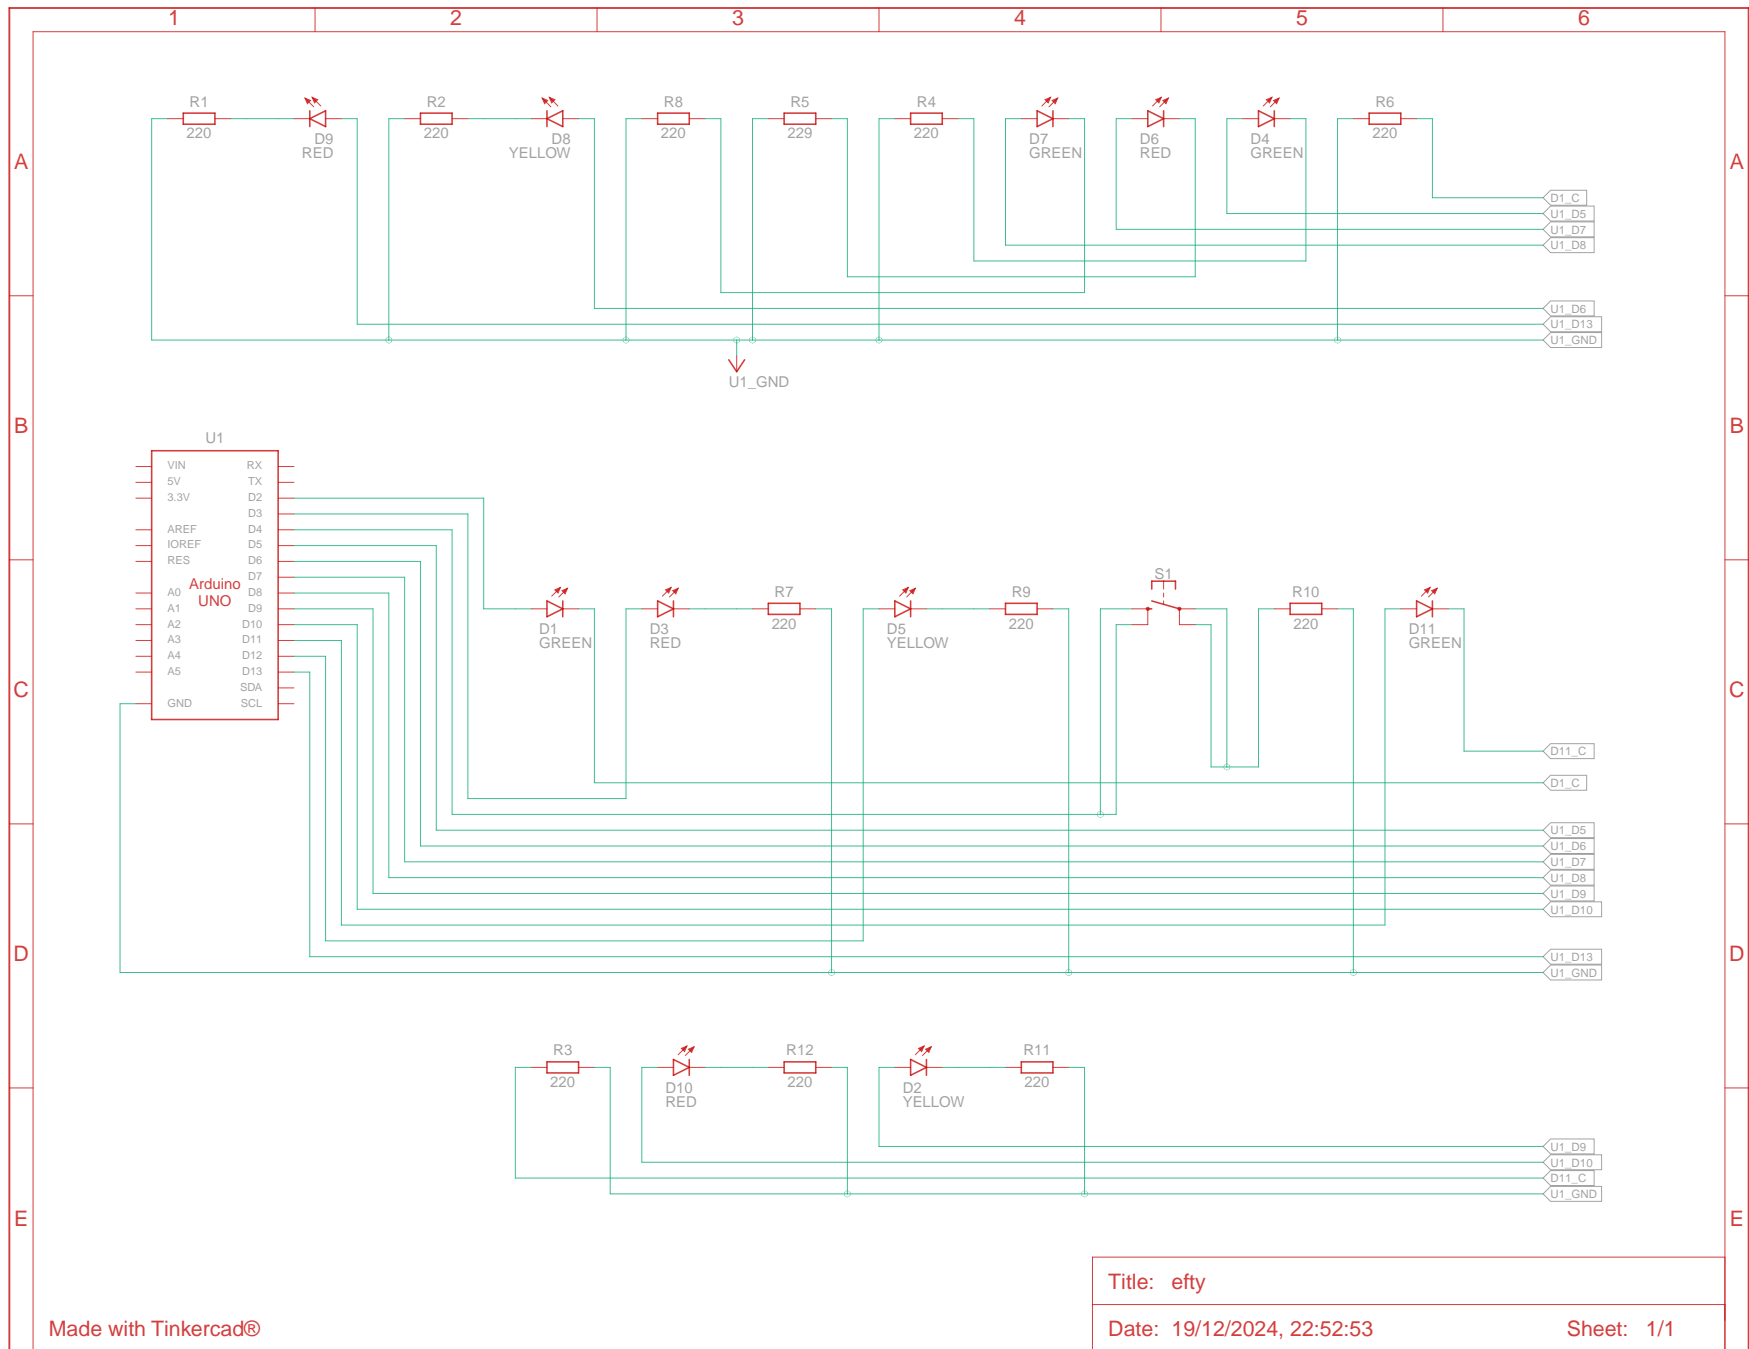 1 2 3 4 5 6
R1 R2 R8 R5 R4 R6
220 D9 220 D8 220 229 220 D7 D6 D4 220
RED YELLOW GREEN RED GREEN
A A
D1_C
U1_D5
U1_D7
U1_D8
U1_D6
U1_D13
U1_GND
U1_GND
B B
U1
VIN RX
5V TX
3.3V D2
D3
AREF D4
IOREF D5
RES D6
D7
Arduino
A0 D8
UNO
A1 D9
A2 D10
A3 D11
A4 D12
A5 D13
SDA
GND SCL
S1
R7 R9 R10
D1 D3 220 D5 220 220 D11
GREEN RED YELLOW GREEN
C C
D11_C
D1_C
U1_D5
U1_D6
U1_D7
U1_D8
U1_D9
U1_D10
D D
U1_D13
U1_GND
R3 R12 R11
220 D10 220 D2 220
RED YELLOW
U1_D9
U1_D10
D11_C
U1_GND
E E
Title: efty
Made with Tinkercad®
Date: 19/12/2024, 22:52:53 Sheet: 1/1